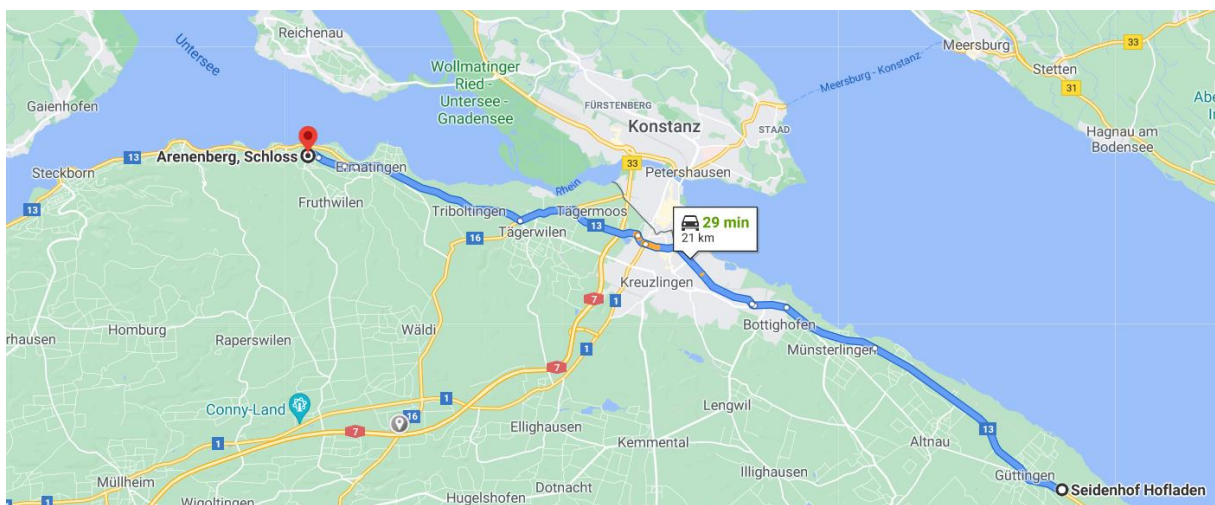 Reichenau
Untersee
Gaienhofen
Wollmatinger
Ried -
Untersee -
Gnadensee
FÜRSTENBERG
Konstanz
STAAD
Petershausen
33
Meersburg - Konstanz
Meersburg
33
Stetten
31
Hagnau am
Bodensee
13
Arenenberg, Schloss
Ermatingen
Steckborn
13
Fruthwilen
Rhein
Triboltingen
Tägermoos
Tägerwilen
13
16
29 min
21 km
Kreuzlingen
7
1
Bottighofen
Münsterlingen
Homburg
Raperswilen
Wäldi
1
7
Conny-Land
1
16
7
Lengwil
Ellighausen
Kemmental
Illighausen
13
Altnau
Güttingen
Seidenhof Hofladen
1
Müllheim
1
Wigoltingen
Hugelshofen
Dotnacht